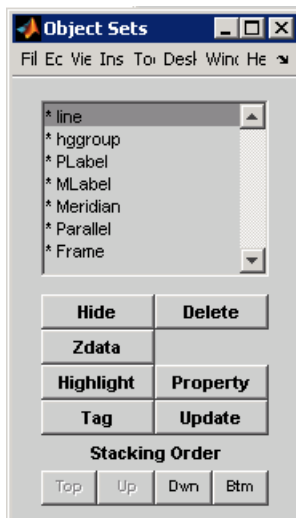 Object Sets
Fil Ec Vie Ins Too Desl Winc He
* line
* hggroup
* PLabel
* MLabel
* Meridian
* Parallel
* Frame
Hide Delete
Zdata
Highlight Property
Tag Update
Stacking Order
Top Up Dwn Btm